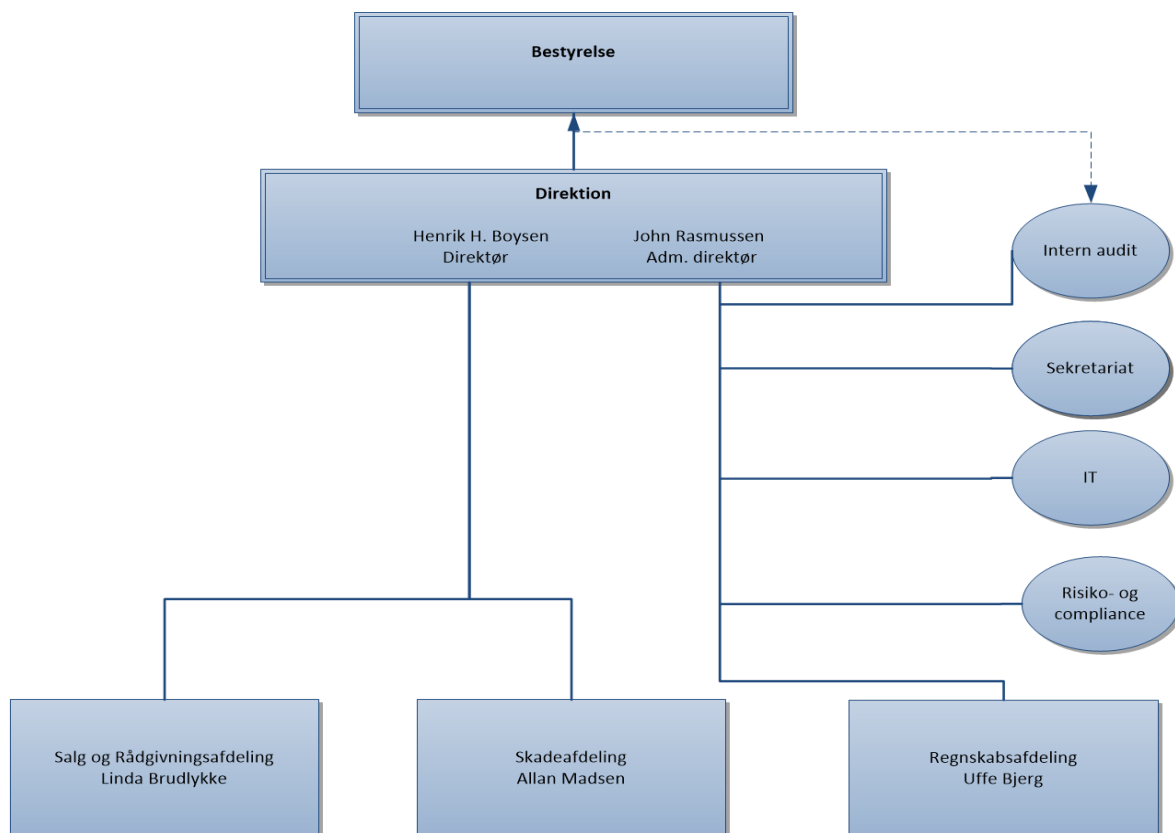 Bestyrelse
Direktion
Henrik H. Boysen
Direktør
John Rasmussen
Adm. direktør
Intern audit
Sekretariat
IT
Risiko- og
compliance
Salg og Rådgivningsafdeling
Linda Brudlykke
Skadeafdeling
Allan Madsen
Regnskabsafdeling
Uffe Bjerg